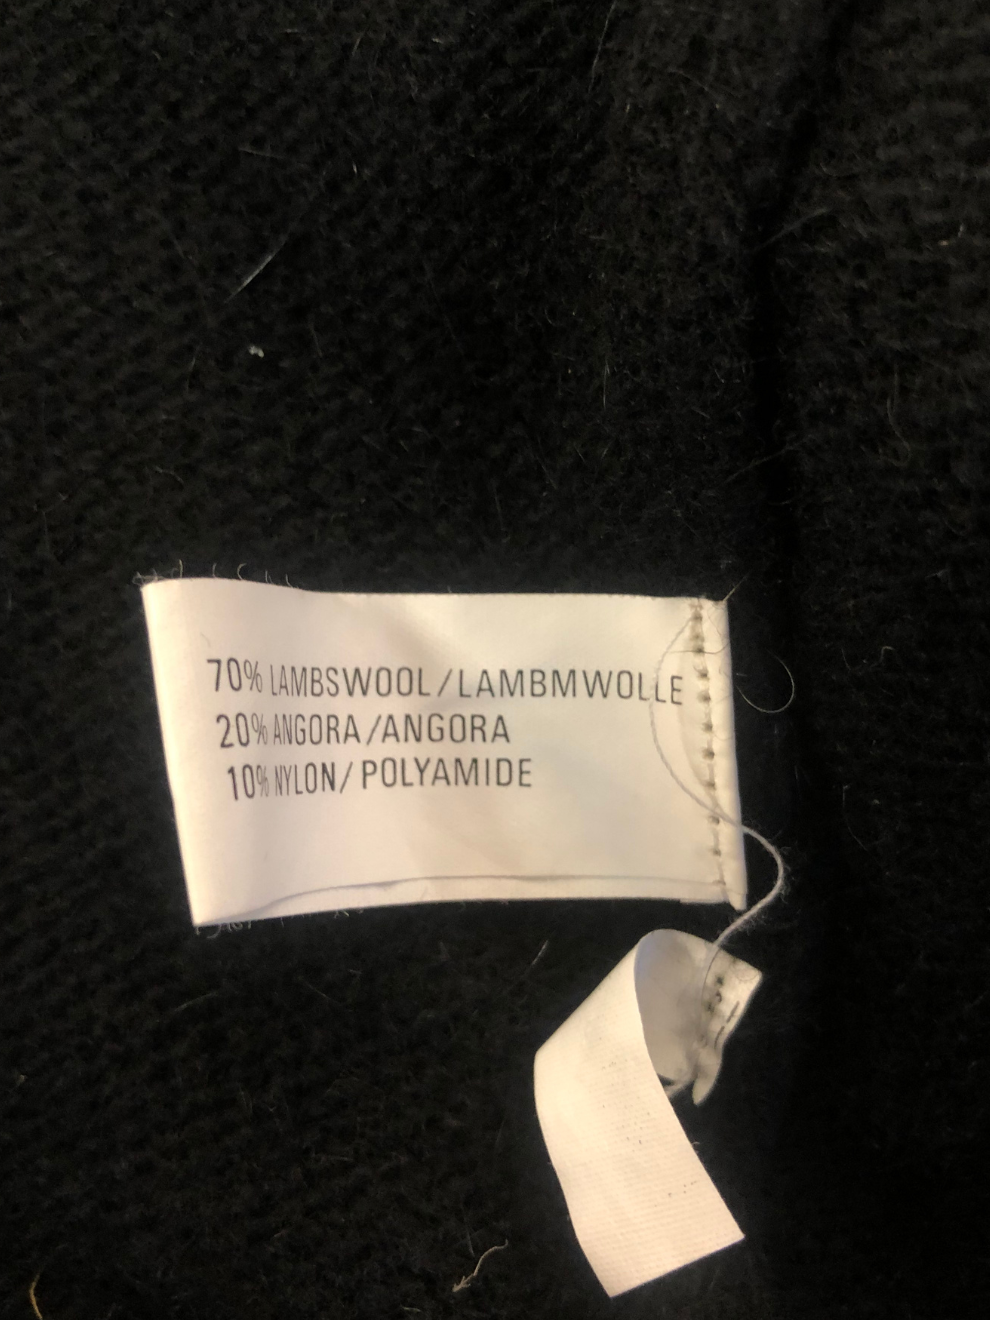 70% LAMBSWOOL/LAMBMWOLLE
20% ANGORA/ANGORA
10% NYLON/POLYAMIDE